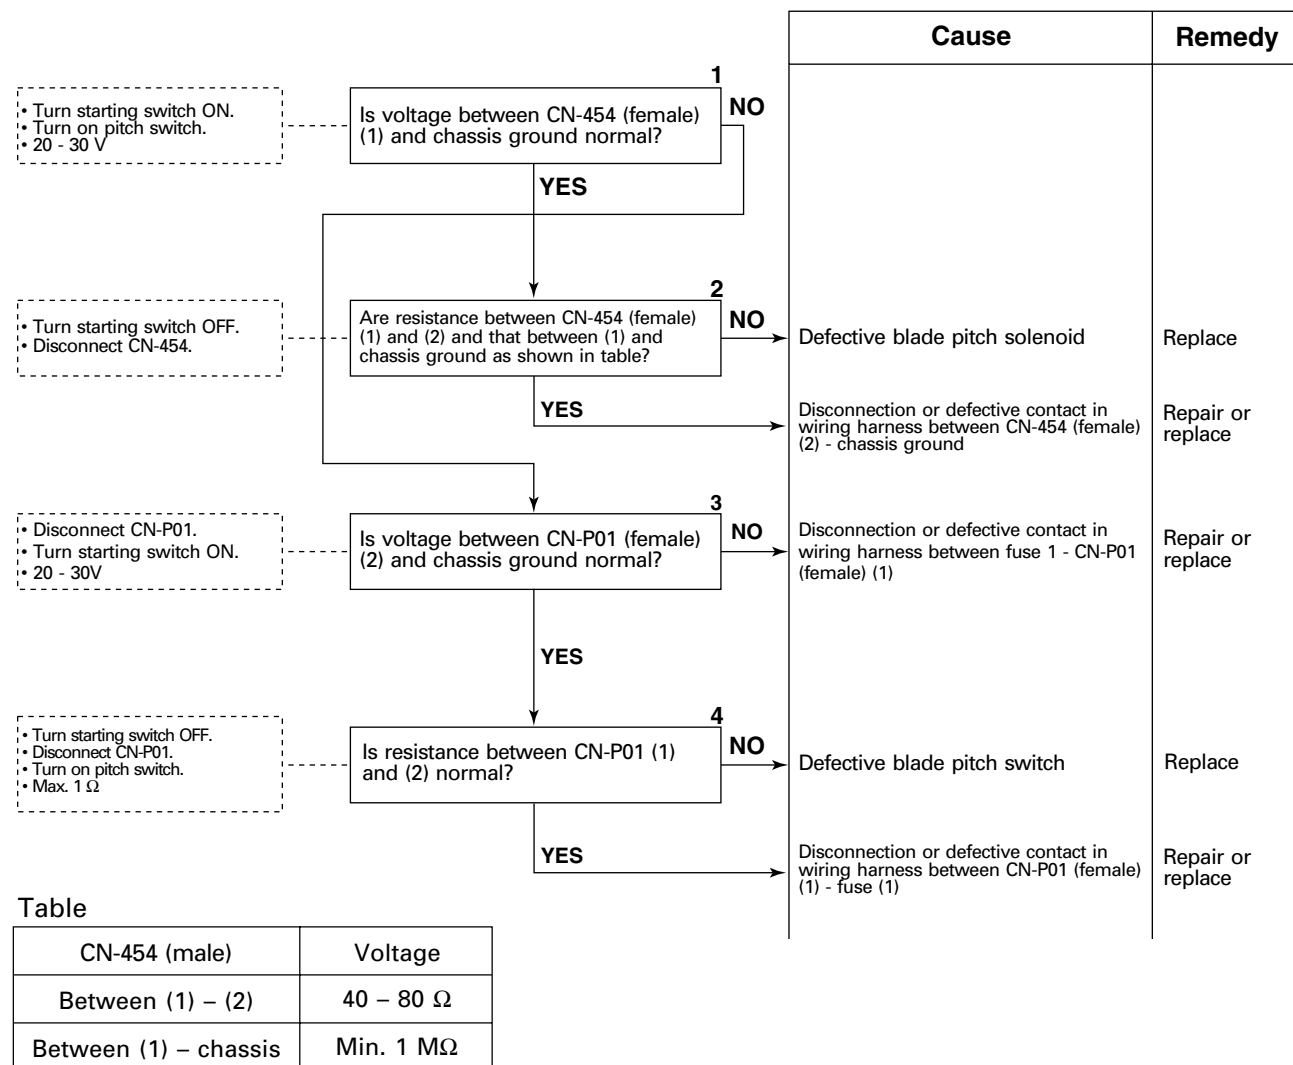 Cause
Remedy
1
• Turn starting switch ON.
• Turn on pitch switch.
• 20 - 30 V
Is voltage between CN-454 (female)
(1) and chassis ground normal?
NO
YES
2
• Turn starting switch OFF.
• Disconnect CN-454.
Are resistance between CN-454 (female)
(1) and (2) and that between (1) and
chassis ground as shown in table?
NO
Defective blade pitch solenoid
Replace
YES
Disconnection or defective contact in
wiring harness between CN-454 (female)
(2) - chassis ground
Repair or
replace
3
• Disconnect CN-P01.
• Turn starting switch ON.
• 20 - 30V
Is voltage between CN-P01 (female)
(2) and chassis ground normal?
NO
Disconnection or defective contact in
wiring harness between fuse 1 - CN-P01
(female) (1)
Repair or
replace
YES
4
• Turn starting switch OFF.
• Disconnect CN-P01.
• Turn on pitch switch.
• Max. 1 Ω
Is resistance between CN-P01 (1)
and (2) normal?
NO
Defective blade pitch switch
Replace
YES
Disconnection or defective contact in
wiring harness between CN-P01 (female)
(1) - fuse (1)
Repair or
replace
Table
CN-454 (male)
Voltage
Between (1) – (2)
40 – 80 Ω
Between (1) – chassis
Min. 1 MΩ